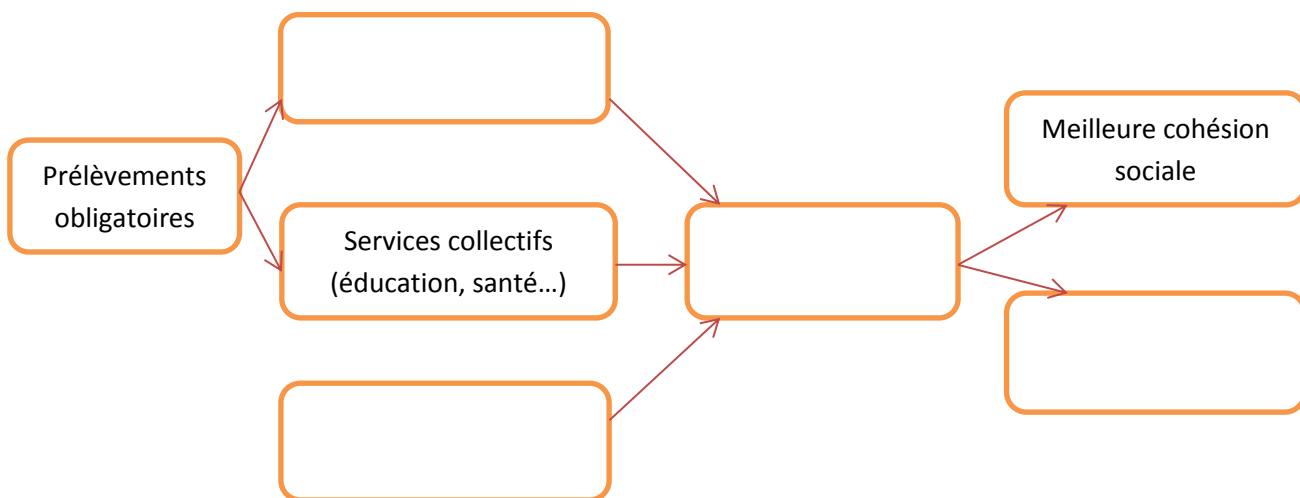 Prélèvements
obligatoires
Services collectifs
(éducation, santé…)
Meilleure cohésion
sociale